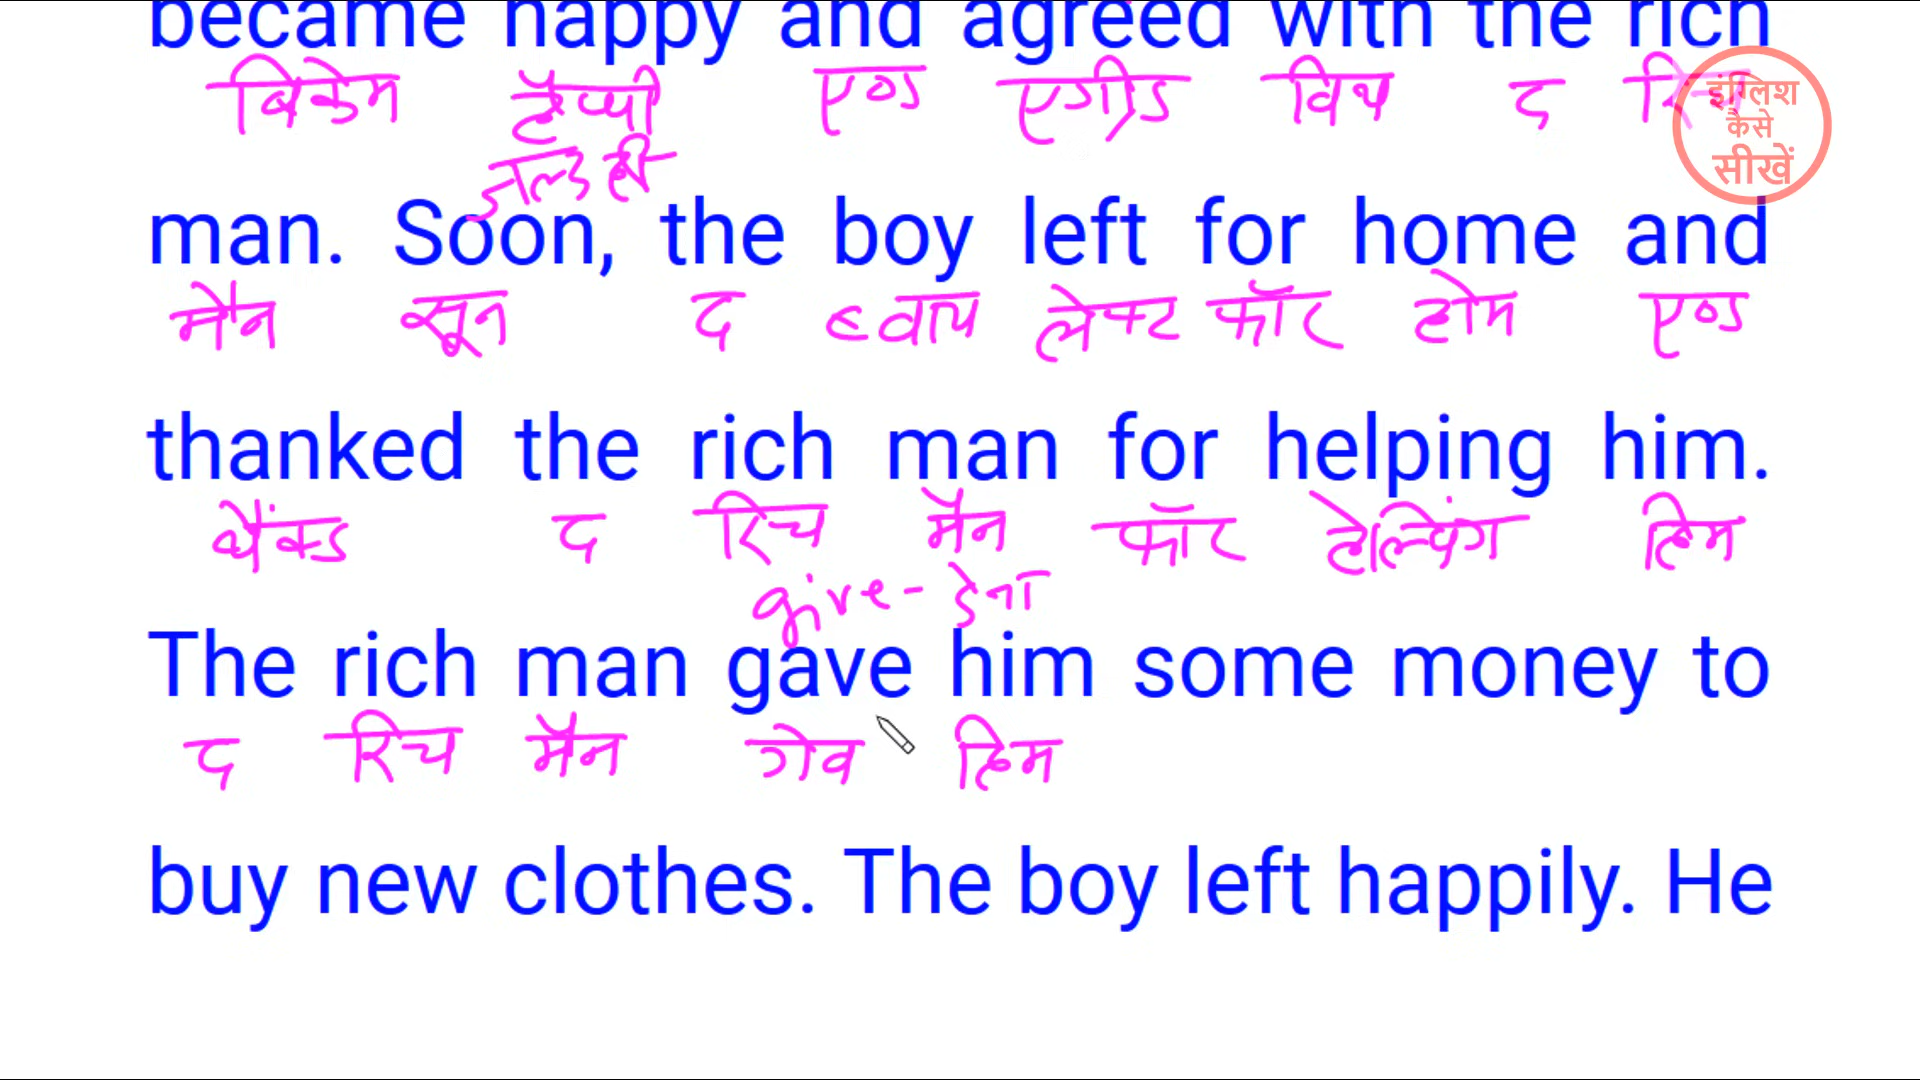 became happy and agreed with the rich
बिकेम हैप्पी एण्ड एग्रीड विथ द रिच
इंग्लिश
कैसे
सीखें
जल्द ही
man. Soon, the boy left for home and
मैन सून द ब्वाय लेफ्ट फॉर होम एण्ड
thanked the rich man for helping him.
थैंक्ड द रिच मैन फॉर हेल्पिंग हिम
give - देना
The rich man gave him some money to
द रिच मैन गेव हिम
buy new clothes. The boy left happily. He